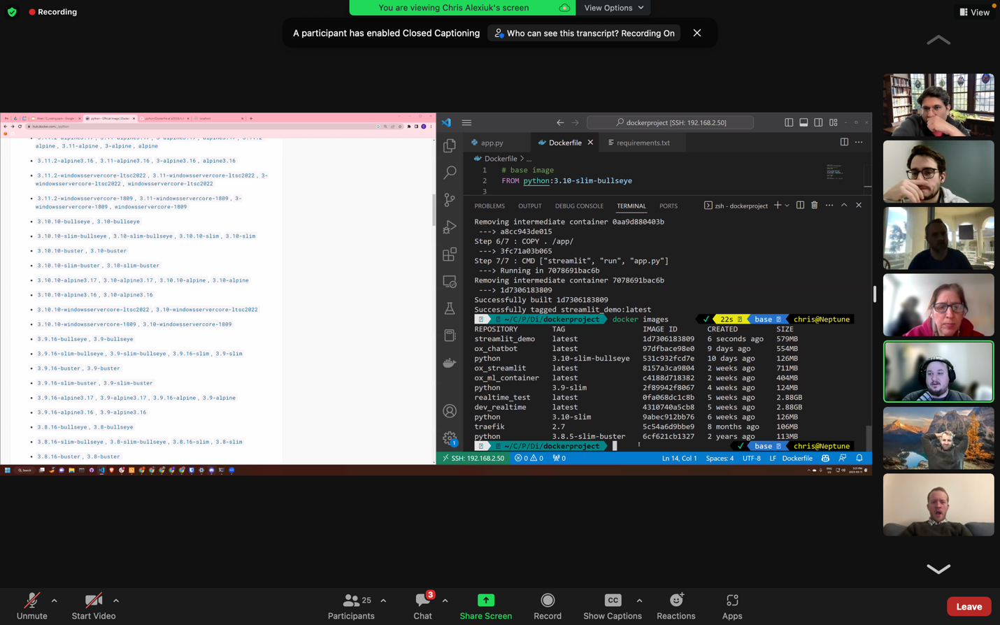 Recording
You are viewing Chris Alexiuk's screen
View Options
View
A participant has enabled Closed Captioning
Who can see this transcript? Recording On
hub.docker.com/_/python
alpine , 3.11-alpine , 3-alpine , alpine
3.11.2-alpine3.16 , 3.11-alpine3.16 , 3-alpine3.16 , alpine3.16
3.11.2-windowsservercore-ltsc2022 , 3.11-windowsservercore-ltsc2022 , 3-
windowsservercore-ltsc2022 , windowsservercore-ltsc2022
3.11.2-windowsservercore-1809 , 3.11-windowsservercore-1809 , 3-
windowsservercore-1809 , windowsservercore-1809
3.10.10-bullseye , 3.10-bullseye
3.10.10-slim-bullseye , 3.10-slim-bullseye , 3.10.10-slim , 3.10-slim
3.10.10-buster , 3.10-buster
3.10.10-slim-buster , 3.10-slim-buster
3.10.10-alpine3.17 , 3.10-alpine3.17 , 3.10.10-alpine , 3.10-alpine
3.10.10-alpine3.16 , 3.10-alpine3.16
3.10.10-windowsservercore-ltsc2022 , 3.10-windowsservercore-ltsc2022
3.10.10-windowsservercore-1809 , 3.10-windowsservercore-1809
3.9.16-bullseye , 3.9-bullseye
3.9.16-slim-bullseye , 3.9-slim-bullseye , 3.9.16-slim , 3.9-slim
3.9.16-buster , 3.9-buster
3.9.16-slim-buster , 3.9-slim-buster
3.9.16-alpine3.17 , 3.9-alpine3.17 , 3.9.16-alpine , 3.9-alpine
3.9.16-alpine3.16 , 3.9-alpine3.16
3.8.16-bullseye , 3.8-bullseye
3.8.16-slim-bullseye , 3.8-slim-bullseye , 3.8.16-slim , 3.8-slim
3.8.16-buster , 3.8-buster
Search
dockerproject [SSH: 192.168.2.50]
app.py
Dockerfile
requirements.txt
Dockerfile > ...
1 # base image
2 FROM python:3.10-slim-bullseye
3
PROBLEMS OUTPUT DEBUG CONSOLE TERMINAL PORTS
zsh - dockerproject
Removing intermediate container 0aa9d880403b
---> a8cc943de015
Step 6/7 : COPY . /app/
---> 3fc71a03b065
Step 7/7 : CMD ["streamlit", "run", "app.py"]
---> Running in 7078691bac6b
Removing intermediate container 7078691bac6b
---> 1d7306183809
Successfully built 1d7306183809
Successfully tagged streamlit_demo:latest
~/C/P/Di/dockerproject docker images ✓ 22s base chris@Neptune
REPOSITORY TAG IMAGE ID CREATED SIZE
streamlit_demo latest 1d7306183809 6 seconds ago 579MB
ox_chatbot latest 97dfbace98e0 9 days ago 554MB
python 3.10-slim-bullseye 531c932fcd7e 10 days ago 126MB
ox_streamlit latest 8157a3ca9804 2 weeks ago 711MB
ox_ml_container latest c4188d718382 2 weeks ago 404MB
python 3.9-slim 2f89942f8067 4 weeks ago 124MB
realtime_test latest 0fa068dc1c8b 5 weeks ago 2.88GB
dev_realtime latest 4310740a5cb8 5 weeks ago 2.88GB
python 3.10-slim 9abec912bb76 6 weeks ago 126MB
traefik 2.7 5c54a6d9bbe9 8 months ago 106MB
python 3.8.5-slim-buster 6cf621cb1327 2 years ago 113MB
~/C/P/Di/dockerproject ✓ base chris@Neptune
1
SSH: 192.168.2.50 0 0 0 Ln 14, Col 1 Spaces: 4 UTF-8 LF Dockerfile
Unmute
Start Video
25
Participants
3
Chat
Share Screen
Record
CC
Show Captions
Reactions
Apps
Leave